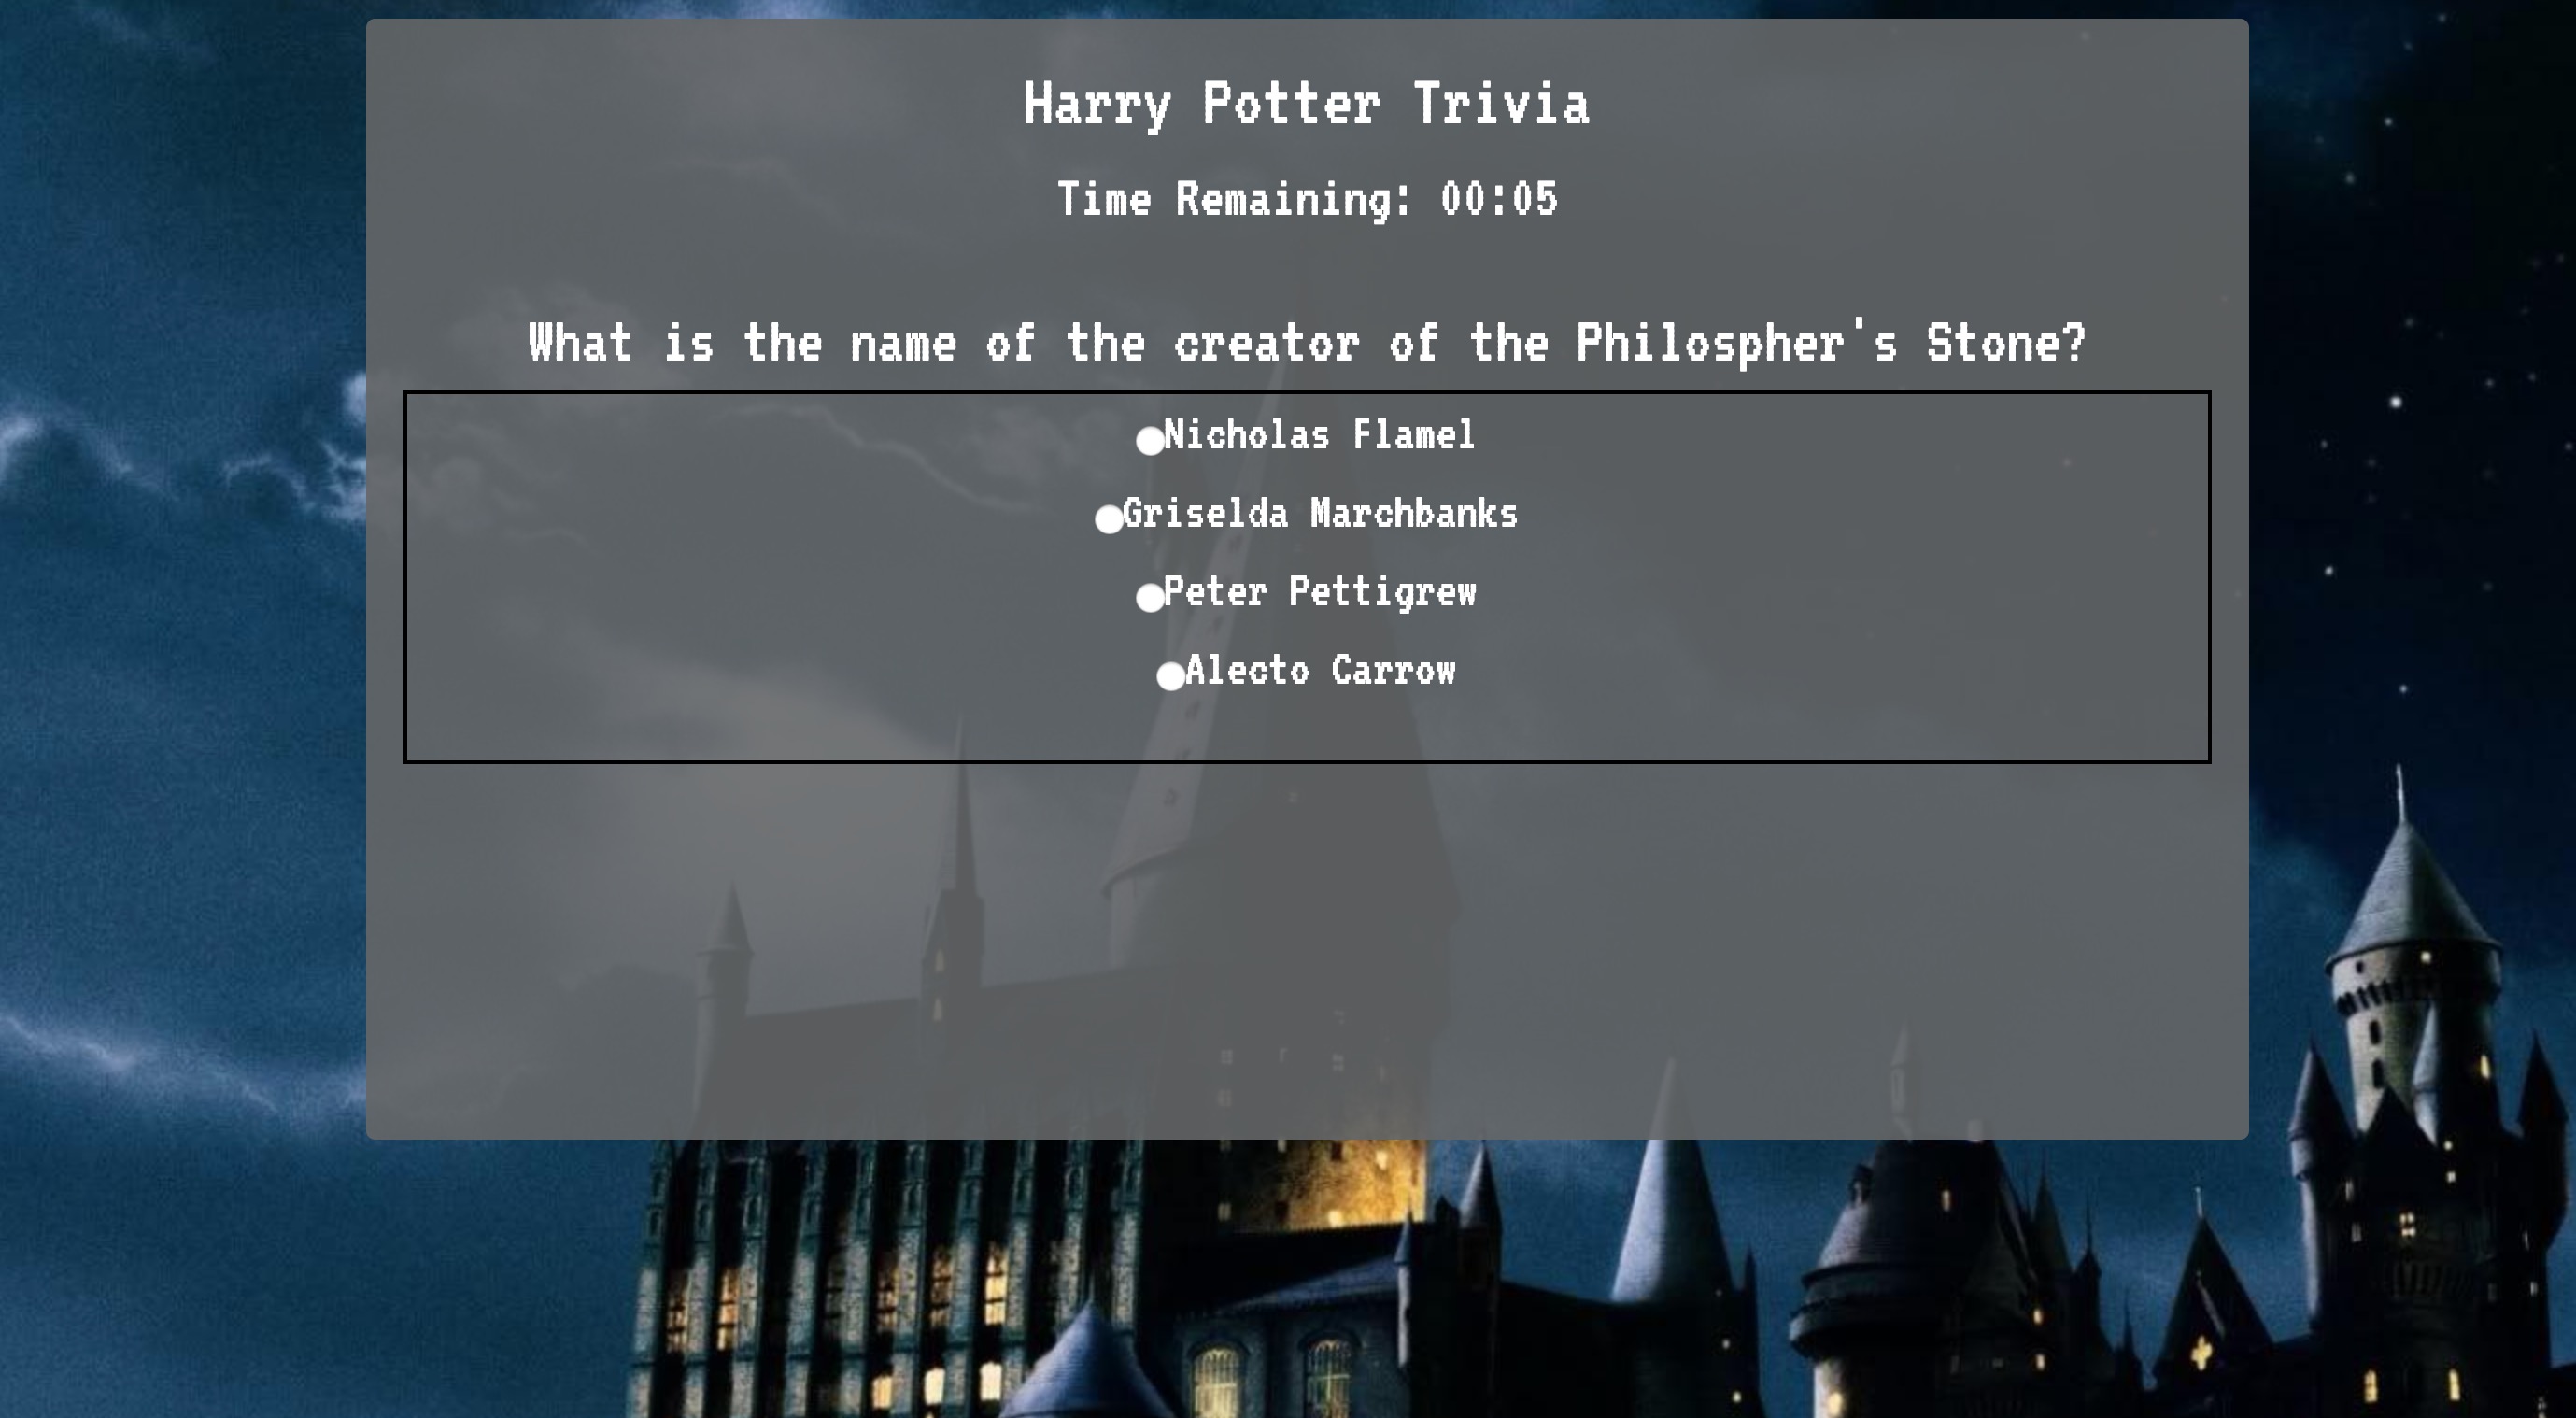 Harry Potter Trivia
Time Remaining: 00:05
What is the name of the creator of the Philospher's Stone?
Nicholas Flamel
Griselda Marchbanks
Peter Pettigrew
Alecto Carrow